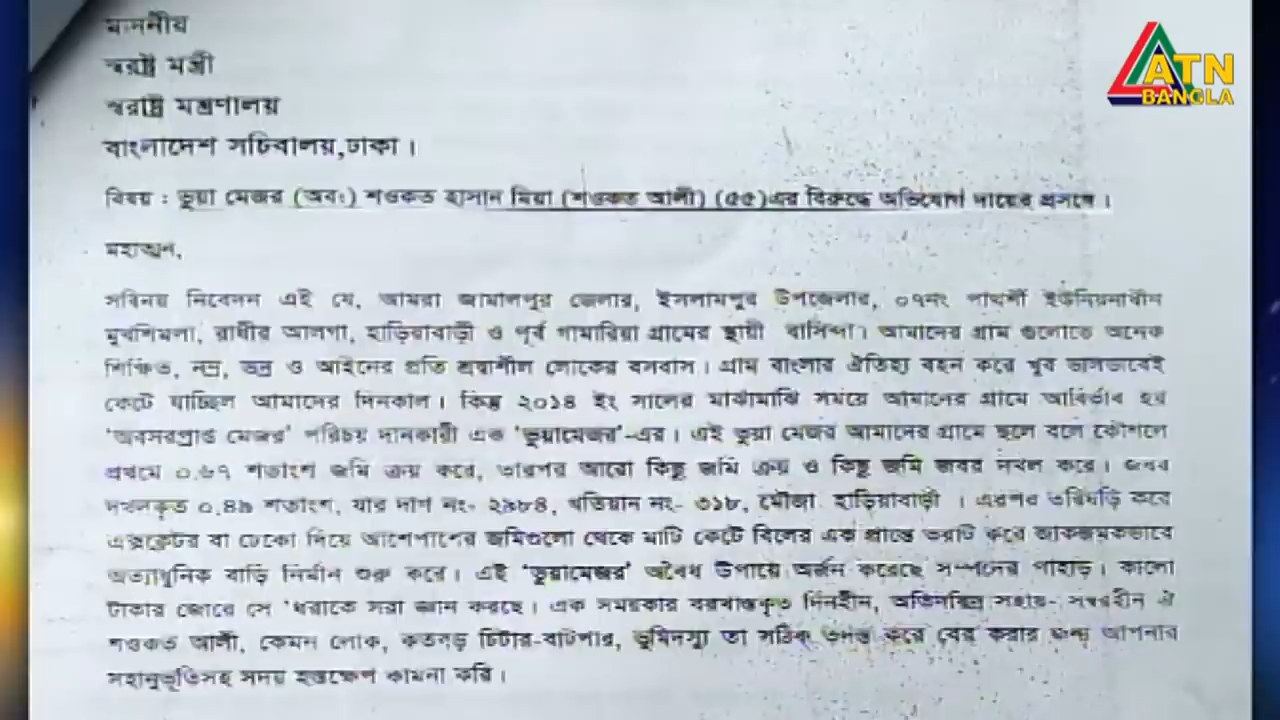 মাননীয়
স্বরাষ্ট্র মন্ত্রী
স্বরাষ্ট্র মন্ত্রণালয়
বাংলাদেশ সচিবালয়,ঢাকা।
ATN
BANGLA
বিষয় : ভুয়া মেজর (অবঃ) শওকত হাসান মিয়া (শওকত আলী) (৫৫)এর বিরুদ্ধে অভিযোগ দায়ের প্রসঙ্গে।
মহাত্মন,
সবিনয় নিবেদন এই যে, আমরা জামালপুর জেলার, ইসলামপুর উপজেলার, ০৭নং পাথর্শী ইউনিয়নাধীন
মুখশিমলা, রাধীর আলগা, হাড়িয়াবাড়ী ও পূর্ব গামারিয়া গ্রামের স্থায়ী বাসিন্দা। আমাদের গ্রাম গুলোতে অনেক
শিক্ষিত, নম্র, ভদ্র ও আইনের প্রতি শ্রদ্ধাশীল লোকের বসবাস। গ্রাম বাংলার ঐতিহ্য বহন করে খুব ভালভাবেই
কেটে যাচ্ছিল আমাদের দিনকাল। কিন্তু ২০১৪ ইং সালের মাঝামাঝি সময়ে আমাদের গ্রামে আবির্ভাব হয়
'অবসরপ্রাপ্ত মেজর' পরিচয় দানকারী এক 'ভুয়ামেজর'-এর। এই ভুয়া মেজর আমাদের গ্রামে ছলে বলে কৌশলে
প্রথমে ০.৬৭ শতাংশ জমি ক্রয় করে, তারপর আরো কিছু জমি ক্রয় ও কিছু জমি জবর দখল করে। জবর
দখলকৃত ০.৪৯ শতাংশ, যার দাগ নং- ২৯৮৪, খতিয়ান নং- ৩১৮, মৌজা হাড়িয়াবাড়ী । এরপর তরিঘড়ি করে
এক্সক্লেটর বা ভেকো দিয়ে আশেপাশের জমিগুলো থেকে মাটি কেটে বিলের এক প্রান্তে ভরাট করে জাকজমকভাবে
অত্যাধুনিক বাড়ি নির্মান শুরু করে। এই 'ভুয়ামেজর' অবৈধ উপায়ে অর্জন করেছে সম্পদের পাহাড়। কালো
টাকার জোরে সে 'ধরাকে সরা জ্ঞান করছে। এক সময়কার বরখাস্তকৃত দিনহীন, অতিদরিদ্র সহায়- সম্বলহীন ঐ
শওকত আলী, কেমন লোক, কতবড় চিটার-বাটপার, ভূমিদস্যু তা সঠিক তদন্ত করে বের করার জন্য আপনার
সহানুভূতিসহ সদয় হস্তক্ষেপ কামনা করি।